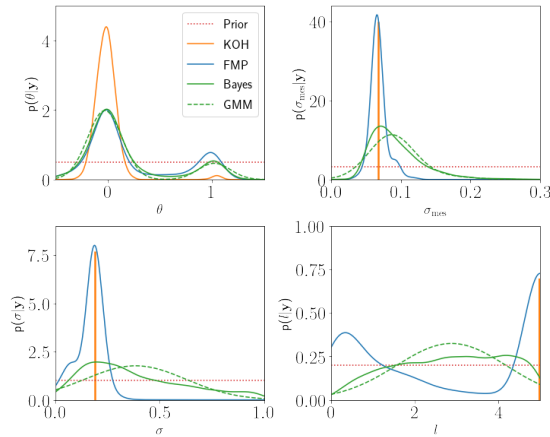 Prior
KOH
FMP
Bayes
GMM
p(θ|y)
0
2
4
0
1
θ
p(σ_mes|y)
0
20
40
0.0
0.1
0.2
0.3
σ_mes
p(σ|y)
0.0
2.5
5.0
7.5
0.0
0.5
1.0
σ
p(l|y)
0.00
0.25
0.50
0.75
1.00
0
2
4
l